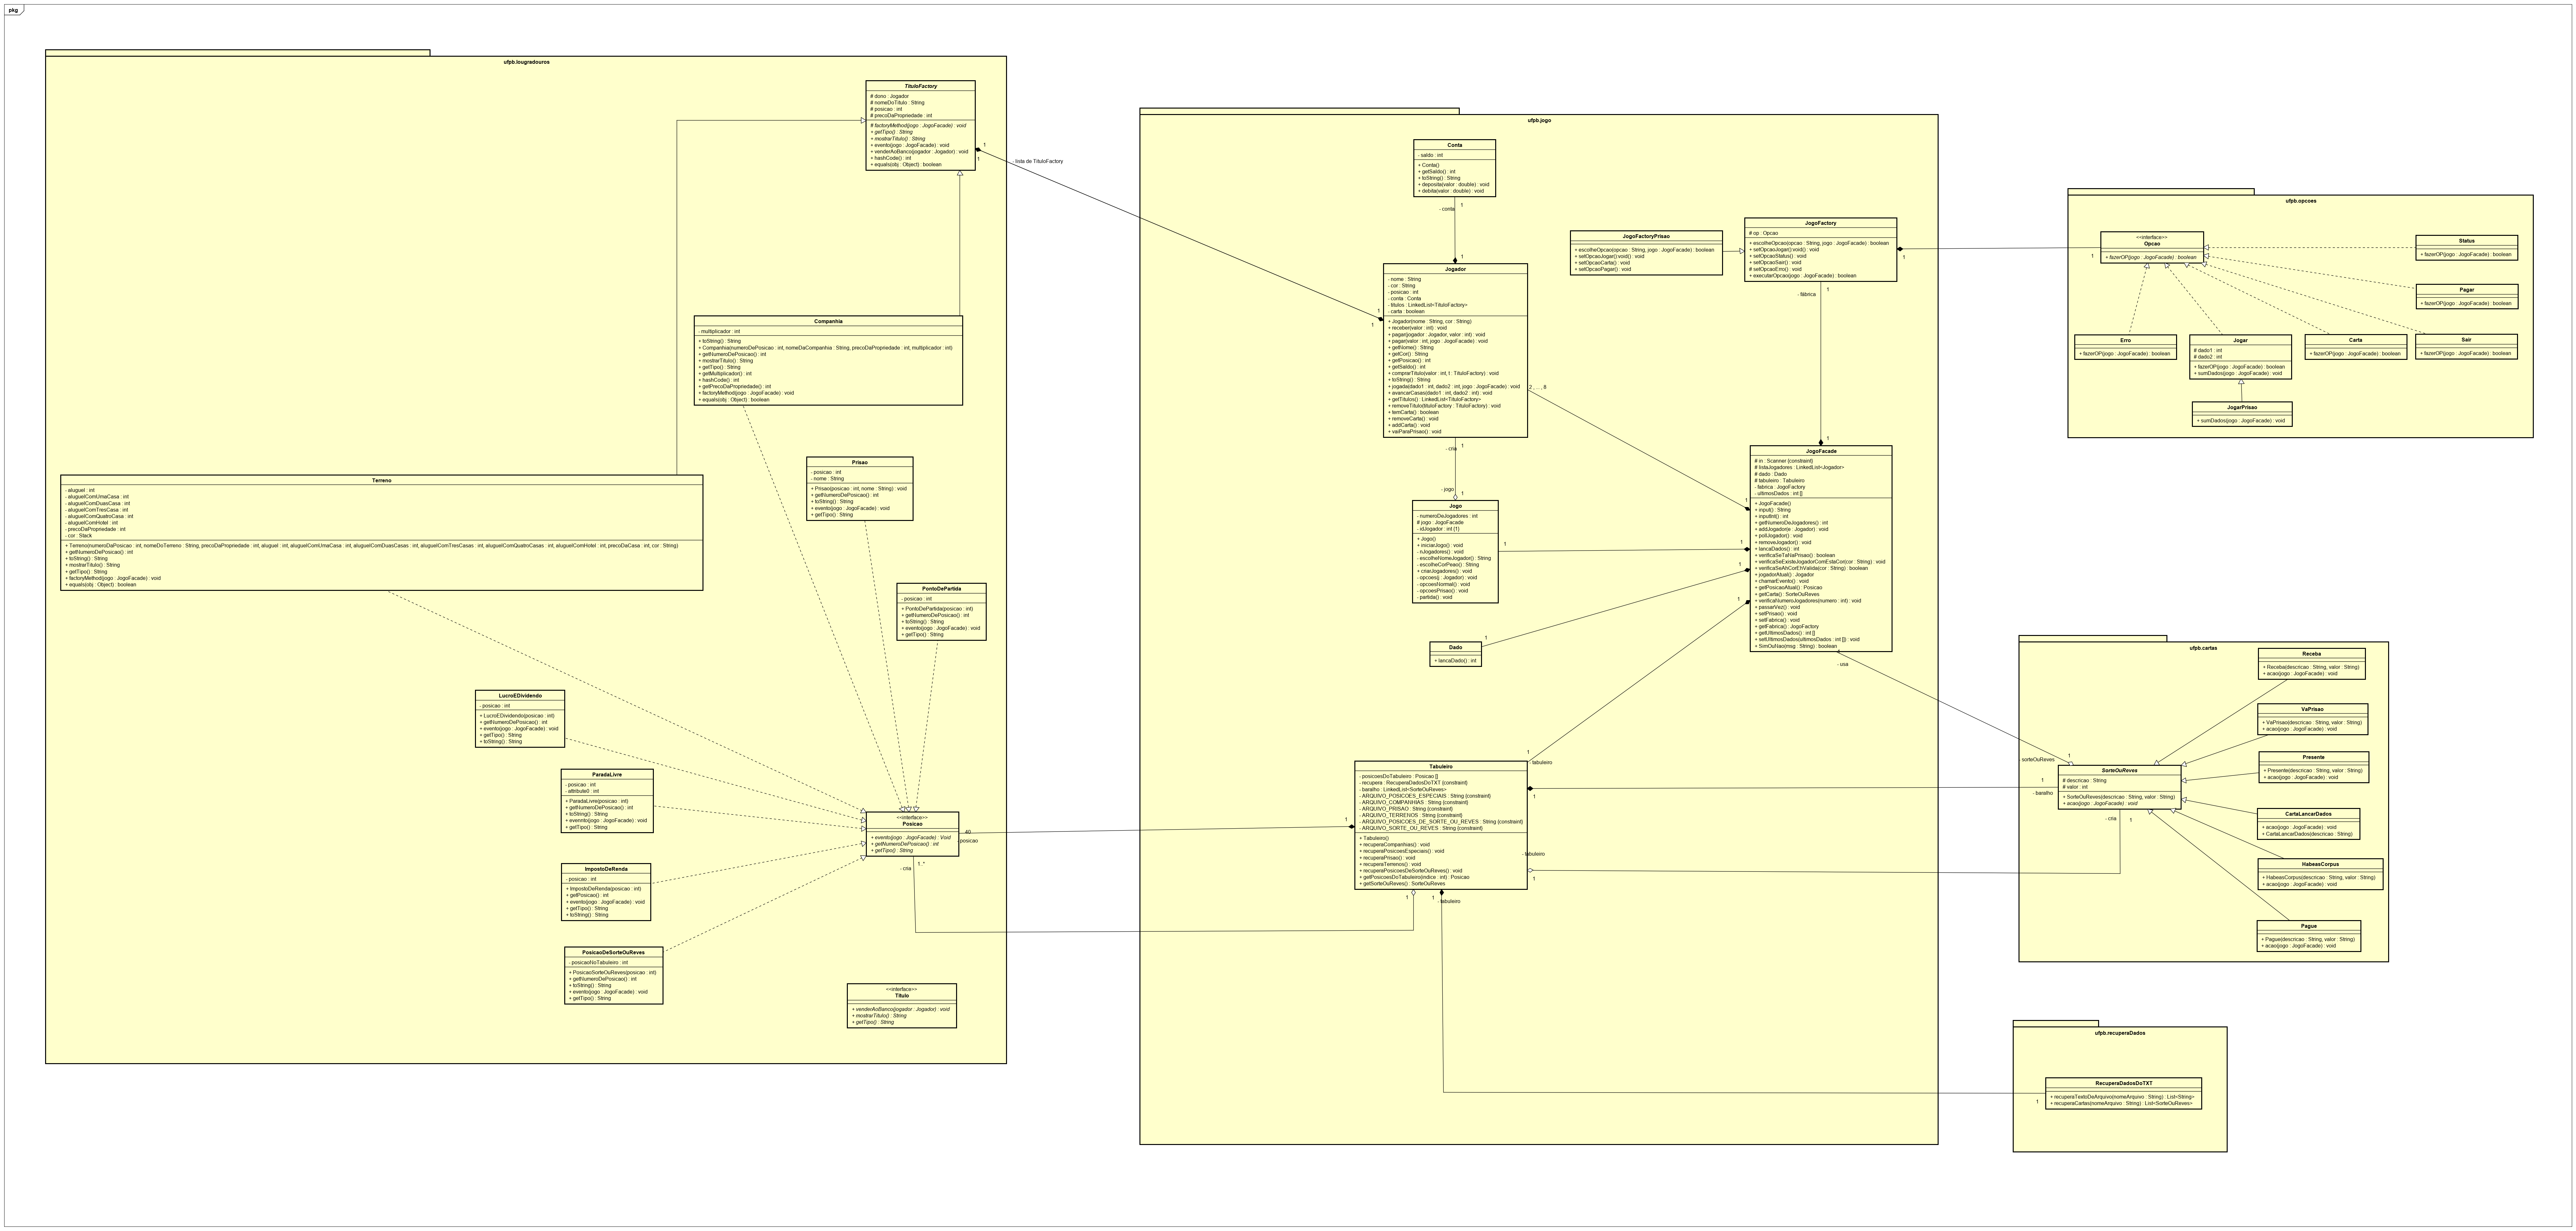 pkg
ufpb.lougradouros
TituloFactory
# dono : Jogador
# nomeDoTitulo : String
# posicao : int
# precoDaPropriedade : int
# factoryMethod(jogo : JogoFacade) : void
+ getTipo() : String
+ mostrarTitulo() : String
+ evento(jogo : JogoFacade) : void
+ venderAoBanco(jogador : Jogador) : void
+ hashCode() : int
+ equals(obj : Object) : boolean
1
1
- lista de TituloFactory
Companhia
- multiplicador : int
+ toString() : String
+ Companhia(numeroDePosicao : int, nomeDaCompanhia : String, precoDaPropriedade : int, multiplicador : int)
+ getNumeroDePosicao() : int
+ mostrarTitulo() : String
+ getTipo() : String
+ getMultiplicador() : int
+ hashCode() : int
+ getPrecoDaPropriedade() : int
+ factoryMethod(jogo : JogoFacade) : void
+ equals(obj : Object) : boolean
Terreno
- aluguel : int
- aluguelComUmaCasa : int
- aluguelComDuasCasa : int
- aluguelComTresCasa : int
- aluguelComQuatroCasa : int
- aluguelComHotel : int
- precoDaPropriedade : int
- cor : Stack
+ Terreno(numeroDaPosicao : int, nomeDoTerreno : String, precoDaPropriedade : int, aluguel : int, aluguelComUmaCasa : int, aluguelComDuasCasas : int, aluguelComTresCasas : int, aluguelComQuatroCasas : int, aluguelComHotel : int, precoDaCasa : int, cor : String)
+ getNumeroDePosicao() : int
+ toString() : String
+ mostrarTitulo() : String
+ getTipo() : String
+ factoryMethod(jogo : JogoFacade) : void
+ equals(obj : Object) : boolean
Prisao
- posicao : int
- nome : String
+ Prisao(posicao : int, nome : String) : void
+ getNumeroDePosicao() : int
+ toString() : String
+ evento(jogo : JogoFacade) : void
+ getTipo() : String
PontoDePartida
- posicao : int
+ PontoDePartida(posicao : int)
+ getNumeroDePosicao() : int
+ toString() : String
+ evento(jogo : JogoFacade) : void
+ getTipo() : String
LucroEDividendo
- posicao : int
+ LucroEDividendo(posicao : int)
+ getNumeroDePosicao() : int
+ evento(jogo : JogoFacade) : void
+ getTipo() : String
+ toString() : String
ParadaLivre
- posicao : int
- attribute0 : int
+ ParadaLivre(posicao : int)
+ getNumeroDePosicao() : int
+ toString() : String
+ evennto(jogo : JogoFacade) : void
+ getTipo() : String
ImpostoDeRenda
- posicao : int
+ ImpostoDeRenda(posicao : int)
+ getPosicao() : int
+ evento(jogo : JogoFacade) : void
+ getTipo() : String
+ toString() : String
PosicaoDeSorteOuReves
- posicaoNoTabuleiro : int
+ PosicaoSorteOuReves(posicao : int)
+ getNumeroDePosicao() : int
+ toString() : String
+ evento(jogo : JogoFacade) : void
+ getTipo() : String
<<interface>>
Posicao
+ evento(jogo : JogoFacade) : Void
+ getNumeroDePosicao() : int
+ getTipo() : String
40
posicao
1..*
- cria
<<interface>>
Titulo
+ venderAoBanco(jogador : Jogador) : void
+ mostrarTitulo() : String
+ getTipo() : String
ufpb.jogo
Conta
- saldo : int
+ Conta()
+ getSaldo() : int
+ toString() : String
+ deposita(valor : double) : void
+ debita(valor : double) : void
1
- conta
1
Jogador
- nome : String
- cor : String
- posicao : int
- conta : Conta
- titulos : LinkedList<TituloFactory>
- carta : boolean
+ Jogador(nome : String, cor : String)
+ receber(valor : int) : void
+ pagar(jogador : Jogador, valor : int) : void
+ pagar(valor : int, jogo : JogoFacade) : void
+ getNome() : String
+ getCor() : String
+ getPosicao() : int
+ getSaldo() : int
+ comprarTitulo(valor : int, t : TituloFactory) : void
+ toString() : String
+ jogada(dado1 : int, dado2 : int, jogo : JogoFacade) : void
+ avancarCasas(dado1 : int, dado2 : int) : void
+ getTitulos() : LinkedList<TituloFactory>
+ removeTitulo(tituloFactory : TituloFactory) : void
+ temCarta() : boolean
+ removeCarta() : void
+ addCarta() : void
+ vaiParaPrisao() : void
1
1
2 , ... , 8
1
- cria
- jogo
1
Jogo
- numeroDeJogadores : int
# jogo : JogoFacade
- idJogador : int {1}
+ Jogo()
+ iniciarJogo() : void
- nJogadores() : void
- escolheNomeJogador() : String
- escolheCorPeao() : String
+ criarJogadores() : void
- opcoes(j : Jogador) : void
- opcoesNormal() : void
- opcoesPrisao() : void
- partida() : void
1
Dado
+ lancaDado() : int
1
JogoFactoryPrisao
+ escolheOpcao(opcao : String, jogo : JogoFacade) : boolean
+ setOpcaoJogar():void() : void
+ setOpcaoCarta() : void
+ setOpcaoPagar() : void
JogoFactory
# op : Opcao
+ escolheOpcao(opcao : String, jogo : JogoFacade) : boolean
+ setOpcaoJogar():void() : void
+ setOpcaoStatus() : void
+ setOpcaoSair() : void
# setOpcaoErro() : void
+ executarOpcao(jogo : JogoFacade) : boolean
1
1
- fábrica
1
JogoFacade
# in : Scanner {constraint}
# listaJogadores : LinkedList<Jogador>
# dado : Dado
# tabuleiro : Tabuleiro
- fabrica : JogoFactory
- ultimosDados : int []
+ JogoFacade()
+ input() : String
+ inputInt() : int
+ getNumeroDeJogadores() : int
+ addJogador(e : Jogador) : void
+ pollJogador() : void
+ removeJogador() : void
+ lancaDados() : int
+ verificaSeTaNaPrisao() : boolean
+ verificaSeExisteJogadorComEstaCor(cor : String) : void
+ verificaSeAhCorEhValida(cor : String) : boolean
+ jogadorAtual() : Jogador
+ chamarEvento() : void
+ getPosicaoAtual() : Posicao
+ getCarta() : SorteOuReves
+ verificaNumeroJogadores(numero : int) : void
+ passarVez() : void
+ setPrisao() : void
+ setFabrica() : void
+ getFabrica() : JogoFactory
+ getUltimosDados() : int []
+ setUltimosDados(ultimosDados : int []) : void
+ SimOuNao(msg : String) : boolean
1
1
1
1
- usa
Tabuleiro
- posicoesDoTabuleiro : Posicao []
- recupera : RecuperaDadosDoTXT {constraint}
- baralho : LinkedList<SorteOuReves>
- ARQUIVO_POSICOES_ESPECIAIS : String {constraint}
- ARQUIVO_COMPANHIAS : String {constraint}
- ARQUIVO_PRISAO : String {constraint}
- ARQUIVO_TERRENOS : String {constraint}
- ARQUIVO_POSICOES_DE_SORTE_OU_REVES : String {constraint}
- ARQUIVO_SORTE_OU_REVES : String {constraint}
+ Tabuleiro()
+ recuperaCompanhias() : void
+ recuperaPosicoesEspeciais() : void
+ recuperaPrisao() : void
+ recuperaTerrenos() : void
+ recuperaPosicoesDeSorteOuReves() : void
+ getPosicoesDoTabuleiro(indice : int) : Posicao
+ getSorteOuReves() : SorteOuReves
1
- tabuleiro
1
1
- tabuleiro
1
1
1
- tabuleiro
ufpb.opcoes
<<interface>>
Opcao
+ fazerOP(jogo : JogoFacade) : boolean
1
Status
+ fazerOP(jogo : JogoFacade) : boolean
Pagar
+ fazerOP(jogo : JogoFacade) : boolean
Erro
+ fazerOP(jogo : JogoFacade) : boolean
Jogar
# dado1 : int
# dado2 : int
+ fazerOP(jogo : JogoFacade) : boolean
+ sumDados(jogo : JogoFacade) : void
Carta
+ fazerOP(jogo : JogoFacade) : boolean
Sair
+ fazerOP(jogo : JogoFacade) : boolean
JogarPrisao
+ sumDados(jogo : JogoFacade) : void
ufpb.cartas
Receba
+ Receba(descricao : String, valor : String)
+ acao(jogo : JogoFacade) : void
VaPrisao
+ VaPrisao(descricao : String, valor : String)
+ acao(jogo : JogoFacade) : void
Presente
+ Presente(descricao : String, valor : String)
+ acao(jogo : JogoFacade) : void
1
- sorteOuReves
1
- baralho
SorteOuReves
# descricao : String
# valor : int
+ SorteOuReves(descricao : String, valor : String)
+ acao(jogo : JogoFacade) : void
- cria
1
CartaLancarDados
+ acao(jogo : JogoFacade) : void
+ CartaLancarDados(descricao : String)
HabeasCorpus
+ HabeasCorpus(descricao : String, valor : String)
+ acao(jogo : JogoFacade) : void
Pague
+ Pague(descricao : String, valor : String)
+ acao(jogo : JogoFacade) : void
ufpb.recuperaDados
RecuperaDadosDoTXT
+ recuperaTextoDeArquivo(nomeArquivo : String) : List<String>
+ recuperaCartas(nomeArquivo : String) : List<SorteOuReves>
1